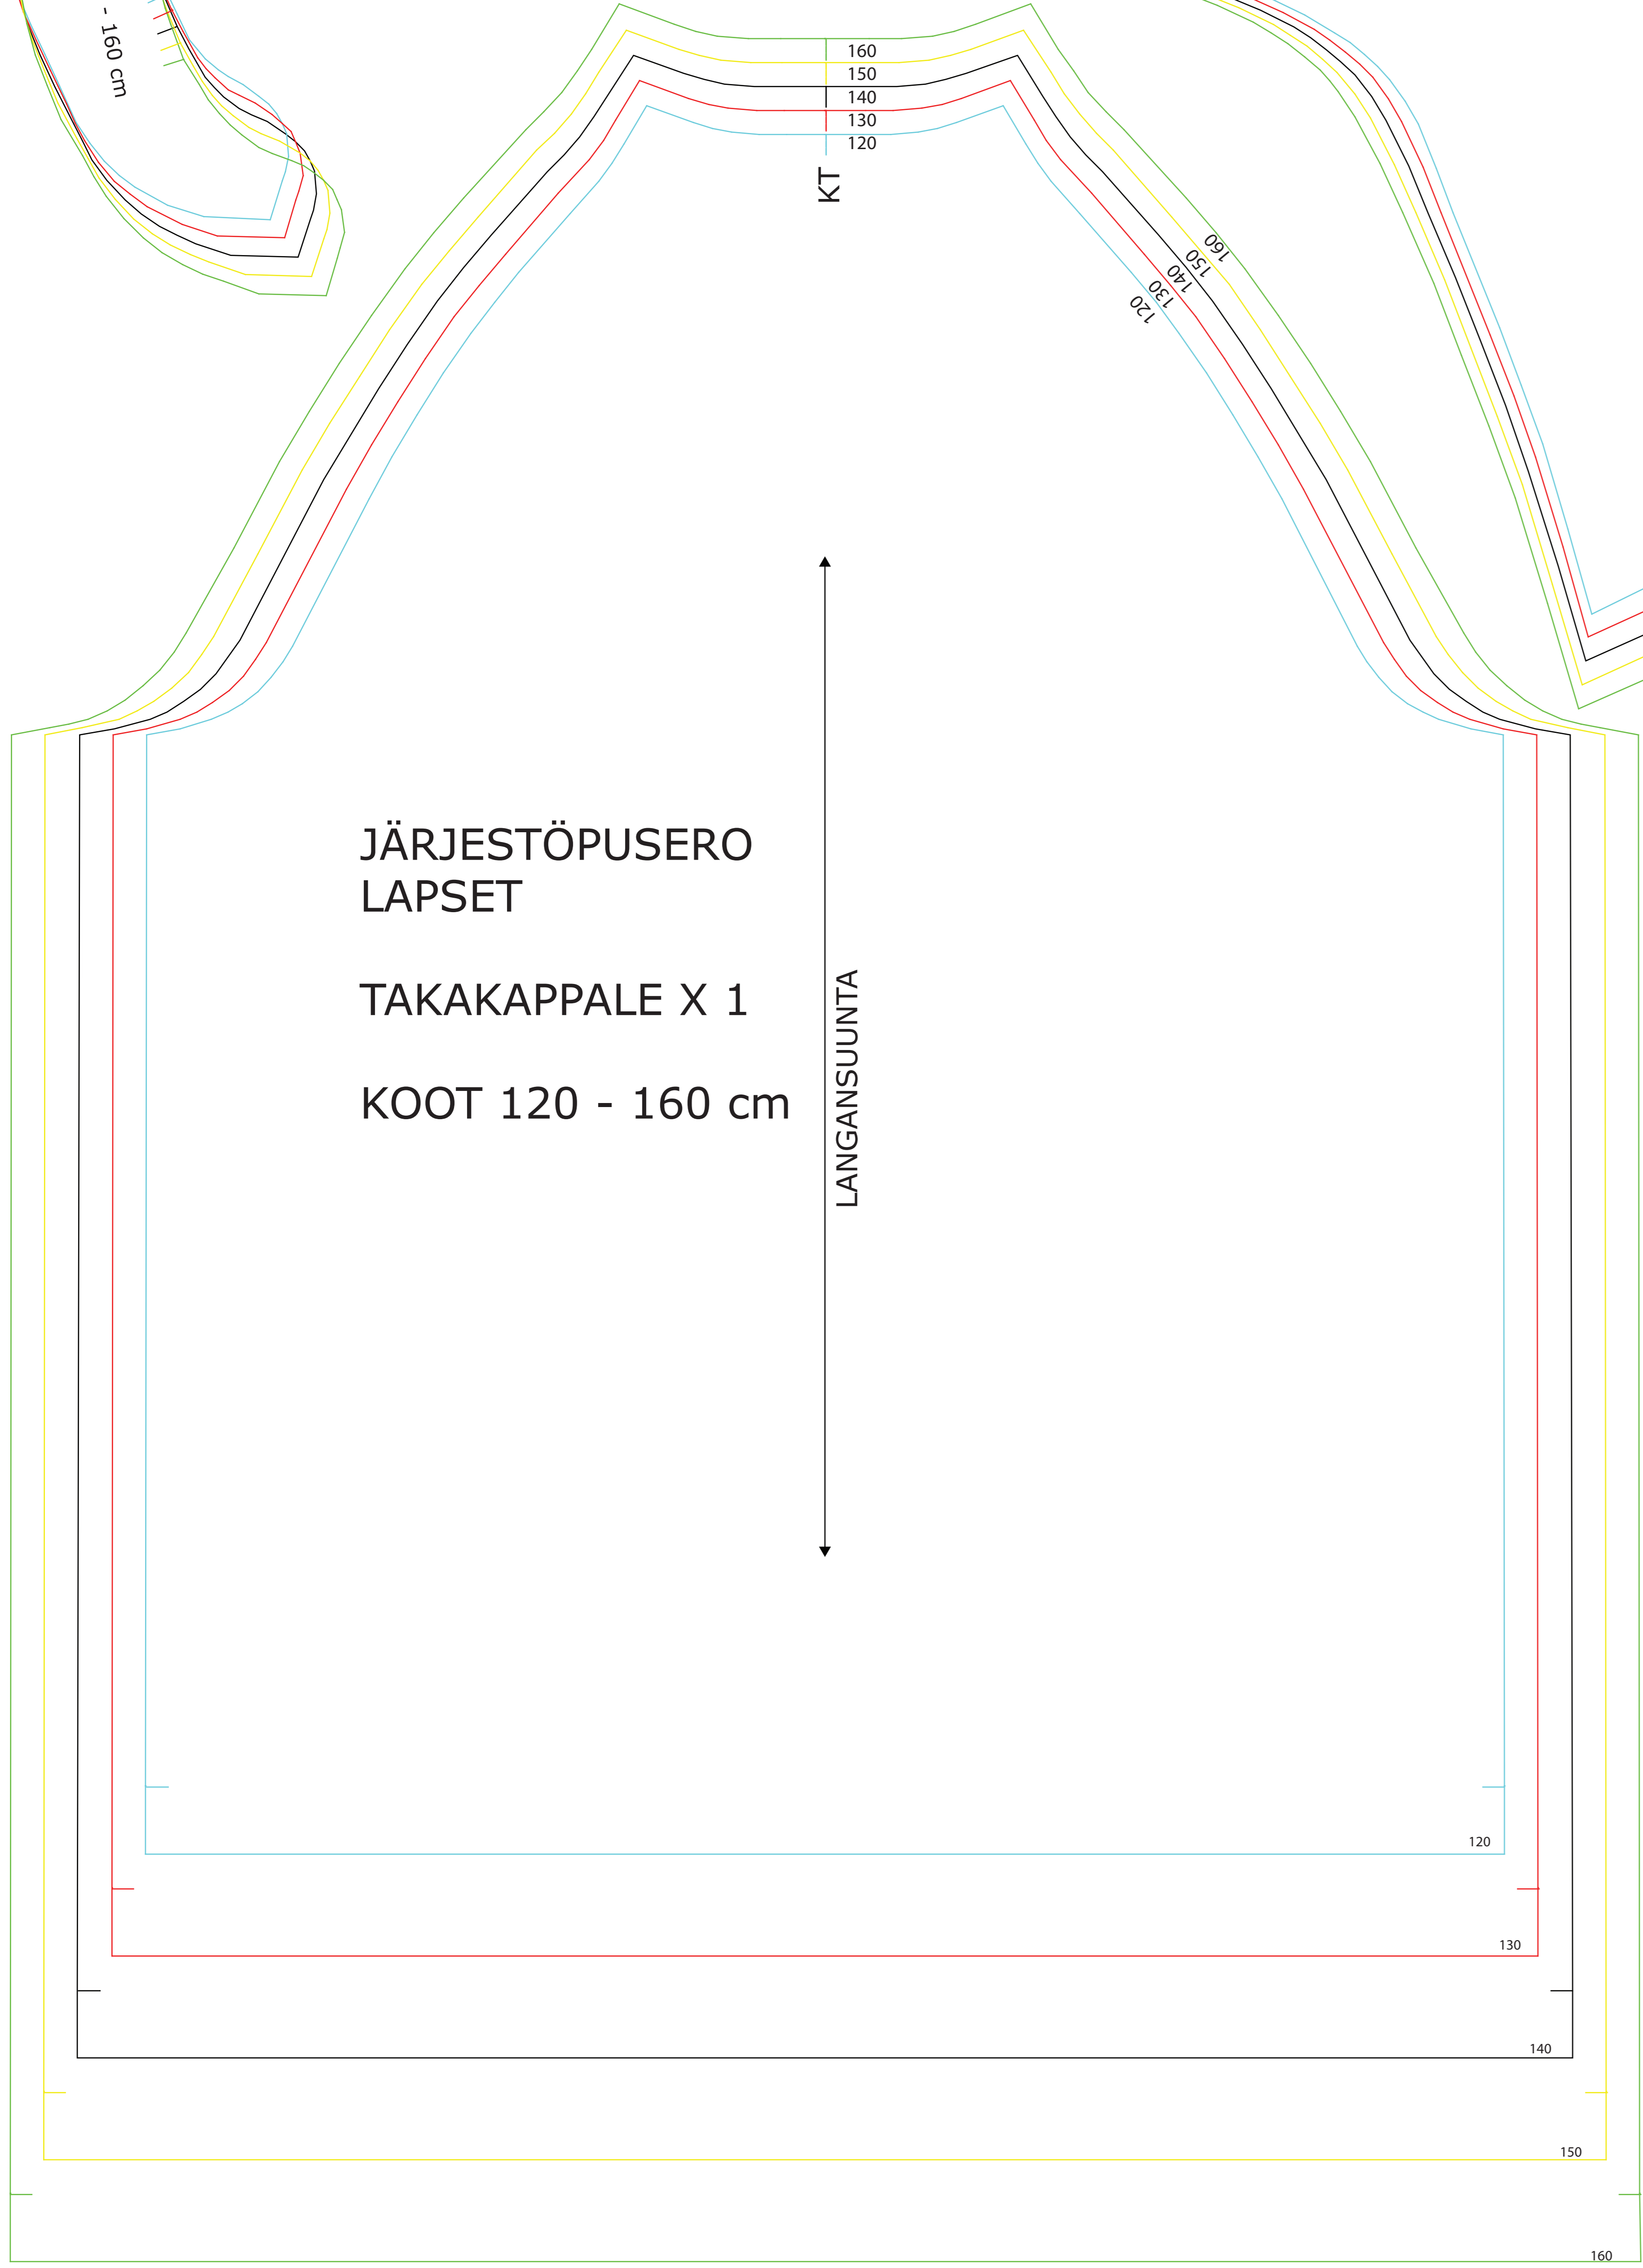 - 160 cm
160
150
140
130
120
KT
160
150
140
130
120
JÄRJESTÖPUSERO
LAPSET
TAKAKAPPALE X 1
KOOT 120 - 160 cm
LANGANSUUNTA
120
130
140
150
160